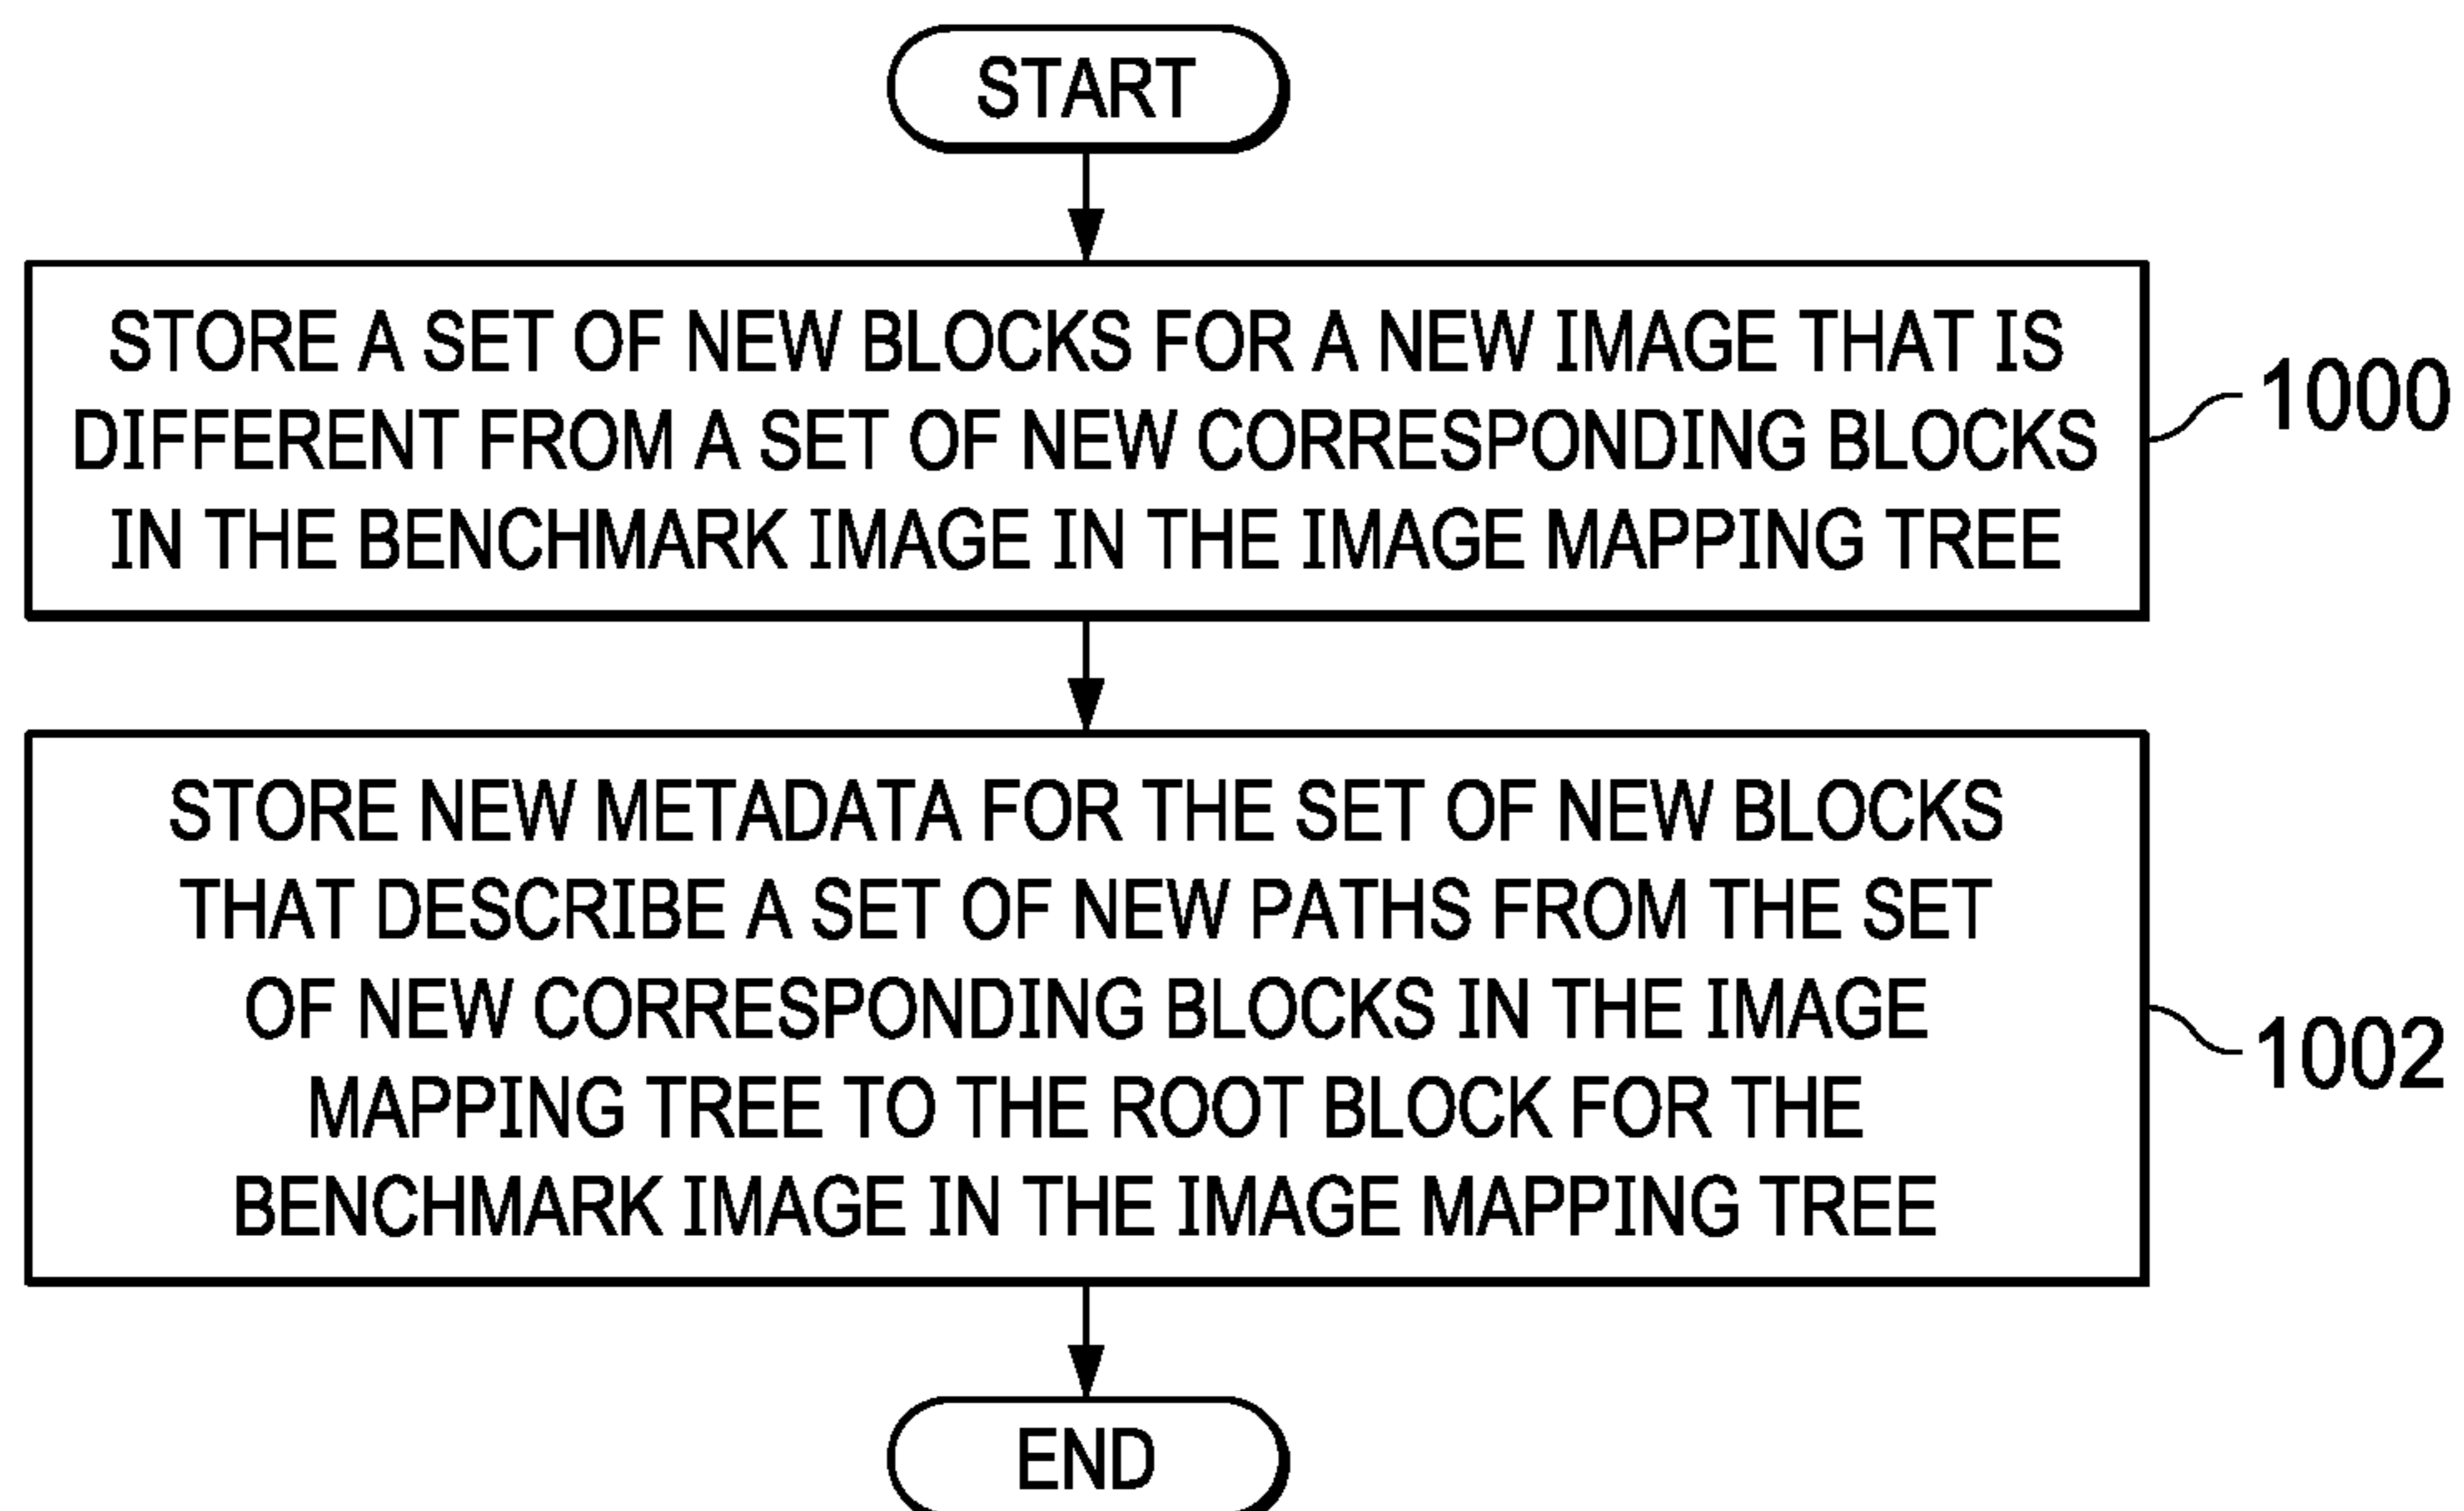 START
STORE A SET OF NEW BLOCKS FOR A NEW IMAGE THAT IS
DIFFERENT FROM A SET OF NEW CORRESPONDING BLOCKS
IN THE BENCHMARK IMAGE IN THE IMAGE MAPPING TREE
1000
STORE NEW METADATA FOR THE SET OF NEW BLOCKS
THAT DESCRIBE A SET OF NEW PATHS FROM THE SET
OF NEW CORRESPONDING BLOCKS IN THE IMAGE
MAPPING TREE TO THE ROOT BLOCK FOR THE
BENCHMARK IMAGE IN THE IMAGE MAPPING TREE
1002
END